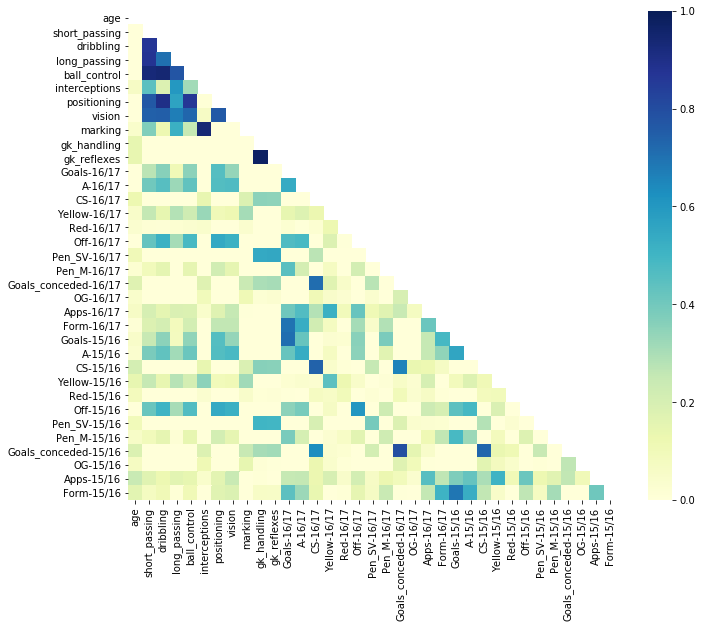 age
short_passing
dribbling
long_passing
ball_control
interceptions
positioning
vision
marking
gk_handling
gk_reflexes
Goals-16/17
A-16/17
CS-16/17
Yellow-16/17
Red-16/17
Off-16/17
Pen_SV-16/17
Pen_M-16/17
Goals_conceded-16/17
OG-16/17
Apps-16/17
Form-16/17
Goals-15/16
A-15/16
CS-15/16
Yellow-15/16
Red-15/16
Off-15/16
Pen_SV-15/16
Pen_M-15/16
Goals_conceded-15/16
OG-15/16
Apps-15/16
Form-15/16
age
short_passing
dribbling
long_passing
ball_control
interceptions
positioning
vision
marking
gk_handling
gk_reflexes
Goals-16/17
A-16/17
CS-16/17
Yellow-16/17
Red-16/17
Off-16/17
Pen_SV-16/17
Pen_M-16/17
Goals_conceded-16/17
OG-16/17
Apps-16/17
Form-16/17
Goals-15/16
A-15/16
CS-15/16
Yellow-15/16
Red-15/16
Off-15/16
Pen_SV-15/16
Pen_M-15/16
Goals_conceded-15/16
OG-15/16
Apps-15/16
Form-15/16
1.0
0.8
0.6
0.4
0.2
0.0